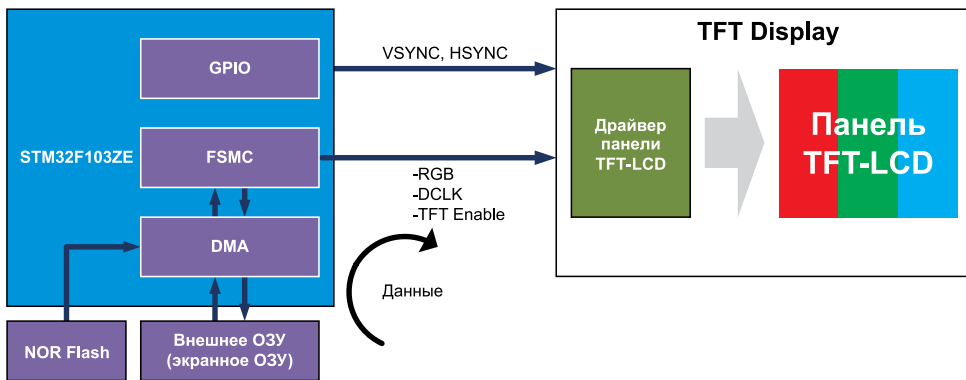 STM32F103ZE
GPIO
FSMC
DMA
NOR Flash
Внешнее ОЗУ
(экранное ОЗУ)
VSYNC, HSYNC
-RGB
-DCLK
-TFT Enable
Данные
TFT Display
Драйвер
панели
TFT-LCD
Панель
TFT-LCD